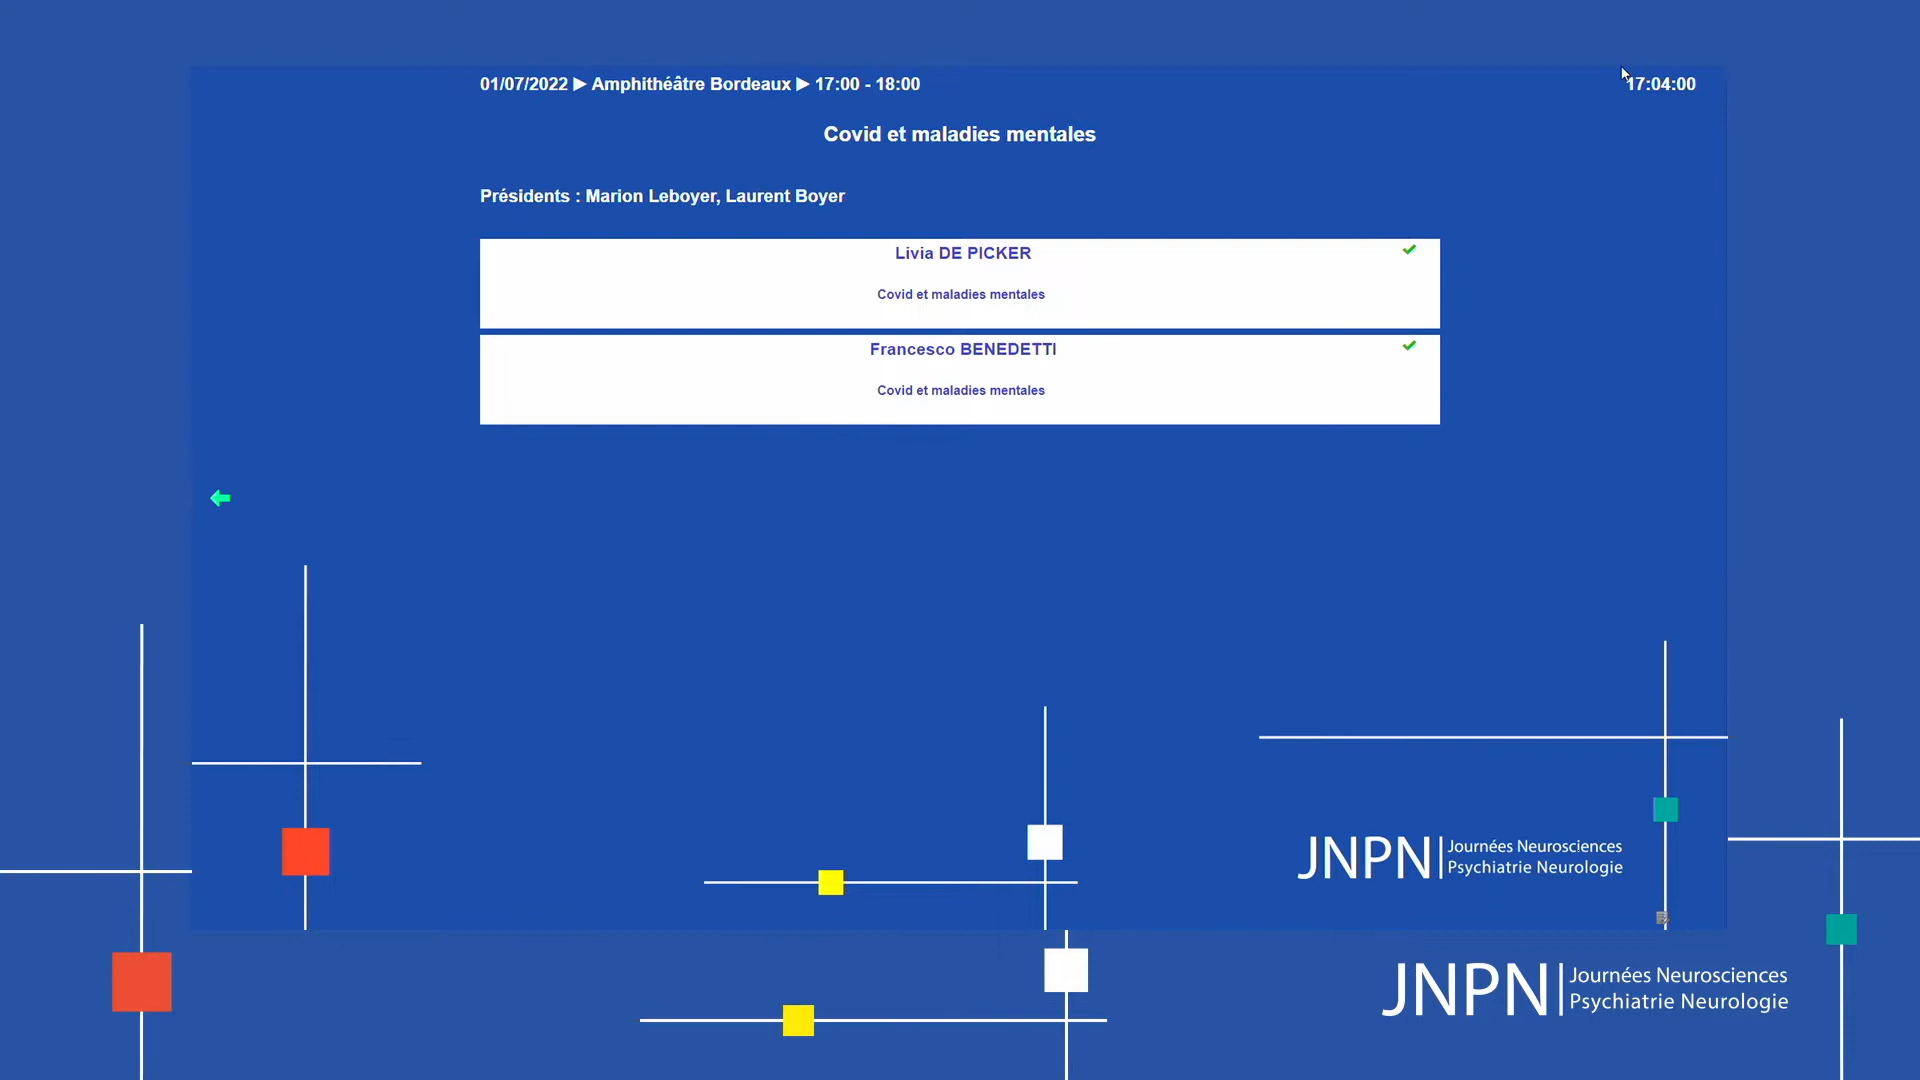 01/07/2022 ▶ Amphithéâtre Bordeaux ▶ 17:00 - 18:00
17:04:00
Covid et maladies mentales
Présidents : Marion Leboyer, Laurent Boyer
Livia DE PICKER
Covid et maladies mentales
Francesco BENEDETTI
Covid et maladies mentales
JNPN
Journées Neurosciences
Psychiatrie Neurologie
JNPN
Journées Neurosciences
Psychiatrie Neurologie